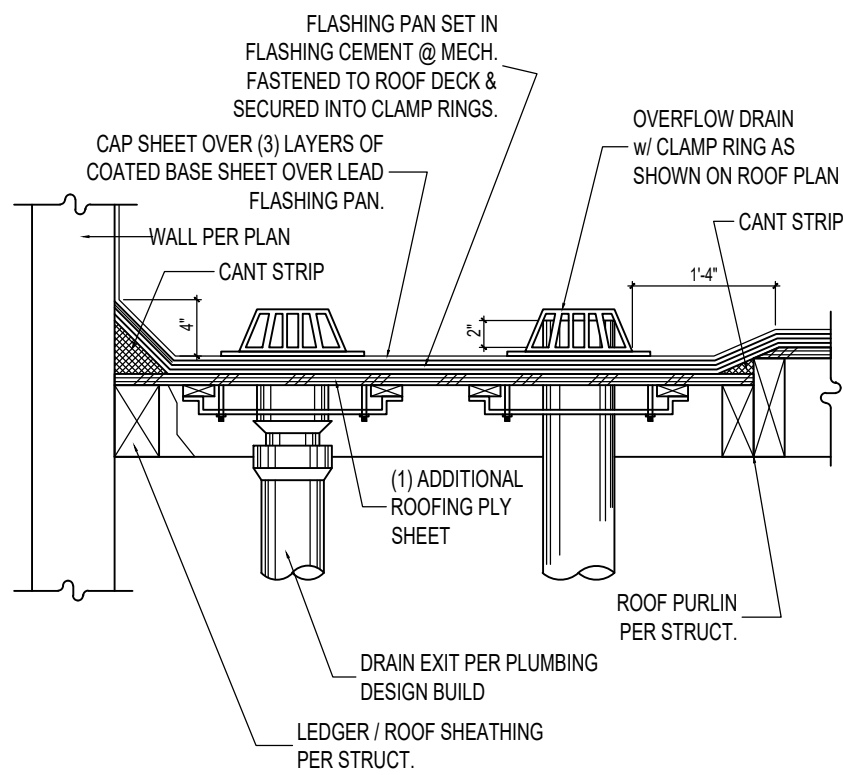 FLASHING PAN SET IN
FLASHING CEMENT @ MECH.
FASTENED TO ROOF DECK &
SECURED INTO CLAMP RINGS.
OVERFLOW DRAIN
w/ CLAMP RING AS
SHOWN ON ROOF PLAN
CAP SHEET OVER (3) LAYERS OF
COATED BASE SHEET OVER LEAD
FLASHING PAN.
WALL PER PLAN
CANT STRIP
CANT STRIP
1'-4"
4"
2"
(1) ADDITIONAL
ROOFING PLY
SHEET
ROOF PURLIN
PER STRUCT.
DRAIN EXIT PER PLUMBING
DESIGN BUILD
LEDGER / ROOF SHEATHING
PER STRUCT.